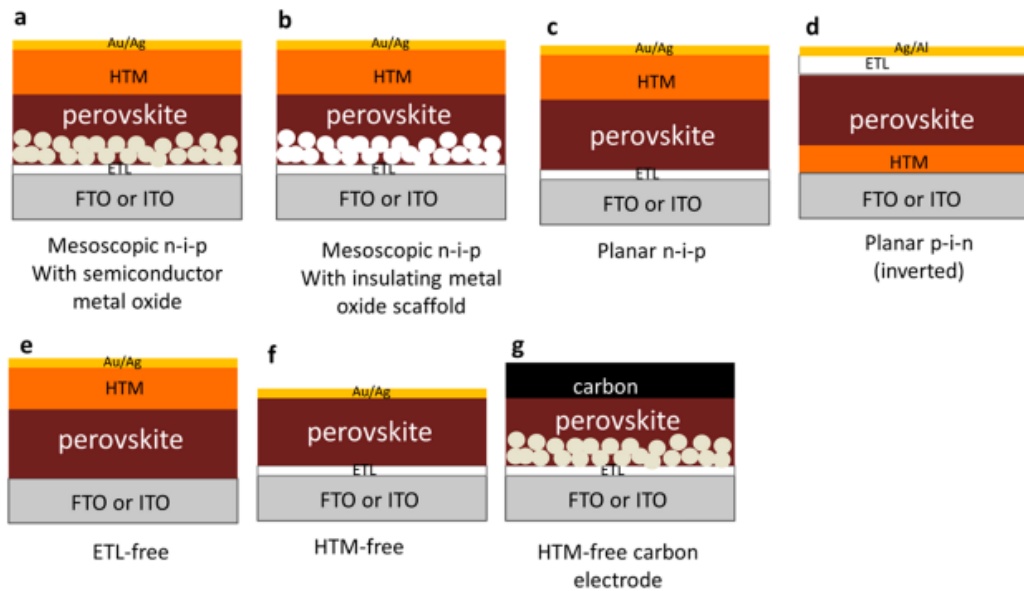 a
Au/Ag
HTM
perovskite
ETL
FTO or ITO
Mesoscopic n-i-p
With semiconductor
metal oxide
b
Au/Ag
HTM
perovskite
ETL
FTO or ITO
Mesoscopic n-i-p
With insulating metal
oxide scaffold
c
Au/Ag
HTM
perovskite
ETL
FTO or ITO
Planar n-i-p
d
Ag/Al
ETL
perovskite
HTM
FTO or ITO
Planar p-i-n
(inverted)
e
Au/Ag
HTM
perovskite
FTO or ITO
ETL-free
f
Au/Ag
perovskite
ETL
FTO or ITO
HTM-free
g
carbon
perovskite
ETL
FTO or ITO
HTM-free carbon
electrode